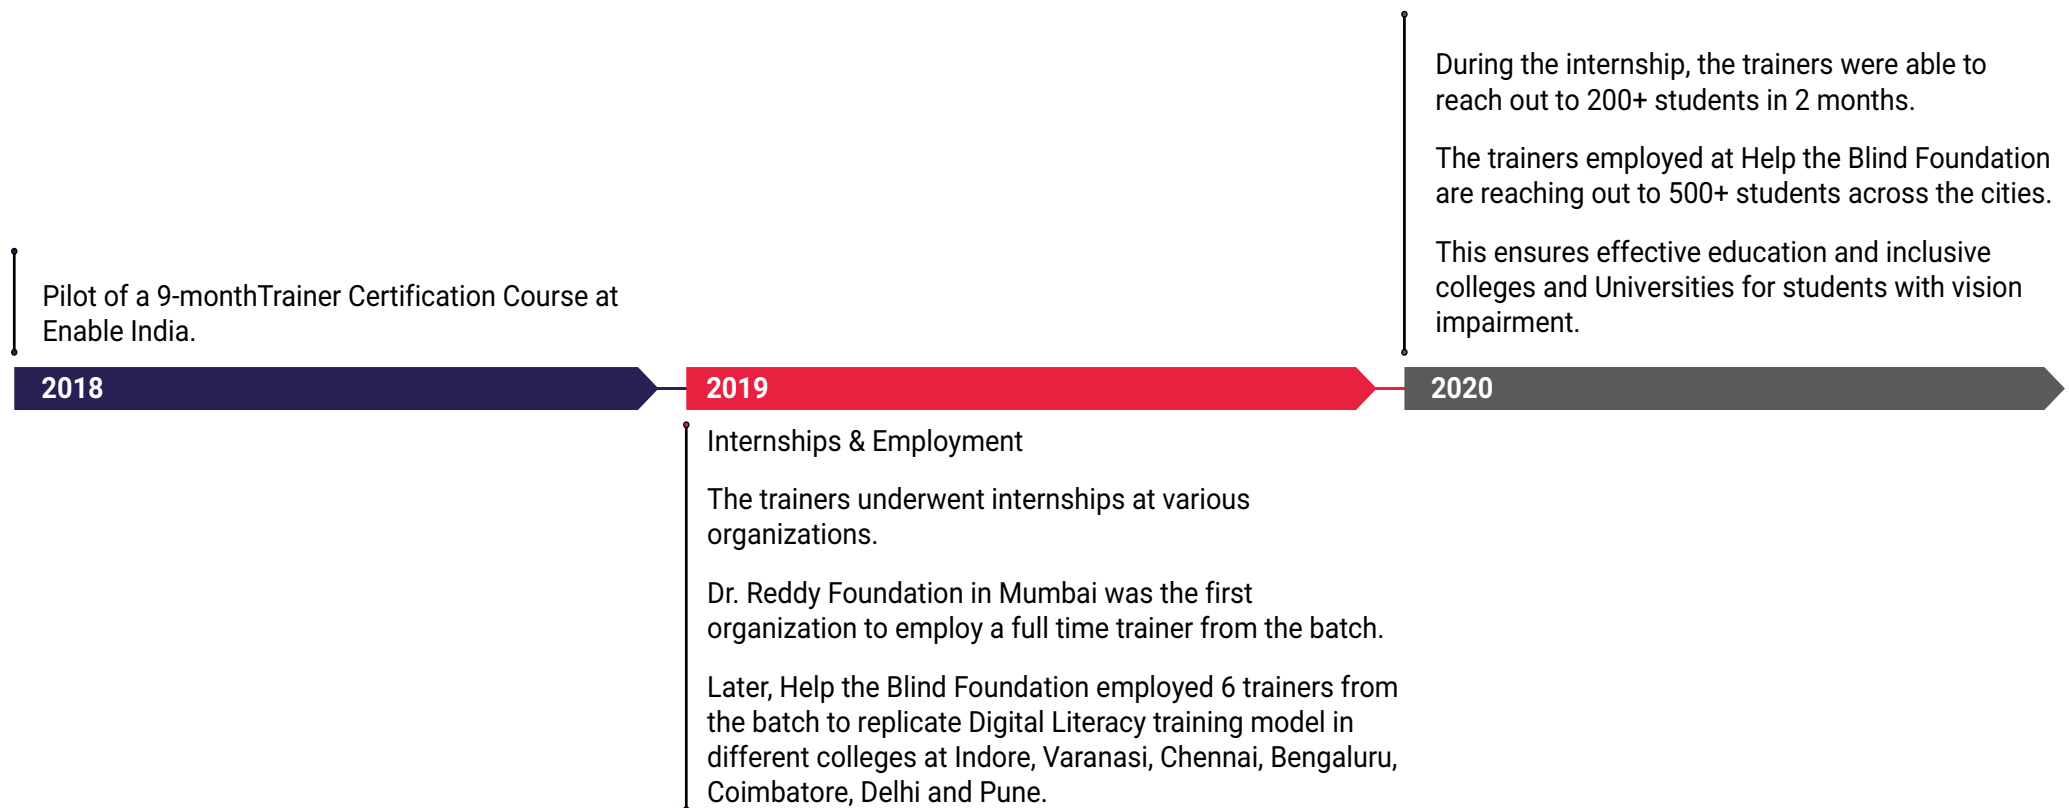 2018
Pilot of a 9-monthTrainer Certification Course at
Enable India.
2019
Internships & Employment
The trainers underwent internships at various
organizations.
Dr. Reddy Foundation in Mumbai was the first
organization to employ a full time trainer from the batch.
Later, Help the Blind Foundation employed 6 trainers from
the batch to replicate Digital Literacy training model in
different colleges at Indore, Varanasi, Chennai, Bengaluru,
Coimbatore, Delhi and Pune.
2020
During the internship, the trainers were able to
reach out to 200+ students in 2 months.
The trainers employed at Help the Blind Foundation
are reaching out to 500+ students across the cities.
This ensures effective education and inclusive
colleges and Universities for students with vision
impairment.